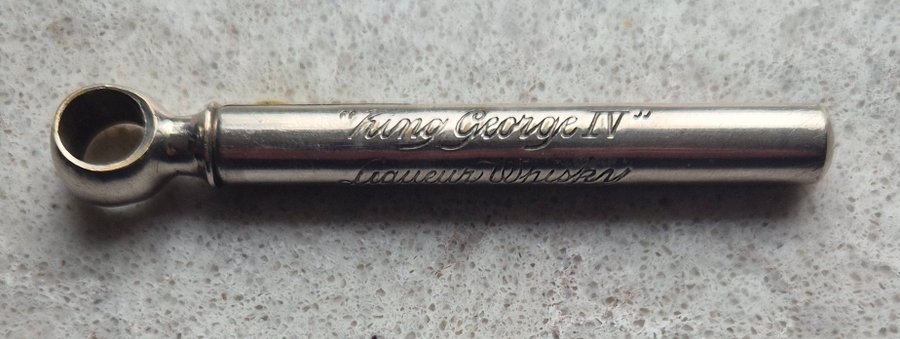 "King George IV"
Liqueur Whisky